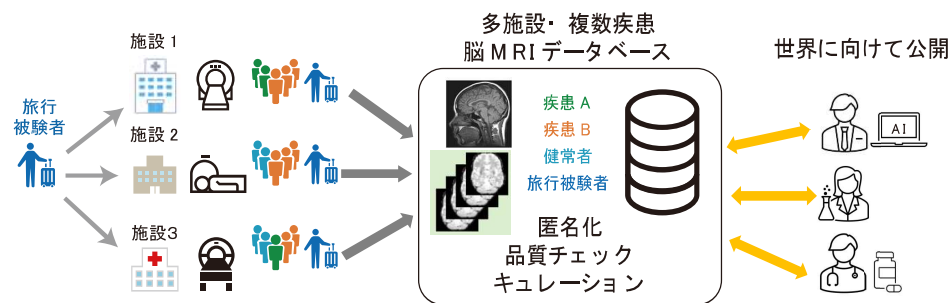 施設1
旅行
被験者
施設 2
施設3
多施設・複数疾患
脳MRIデータベース
疾患A
疾患B
健常者
旅行被験者
匿名化
品質チェック
キュレーション
世界に向けて公開
AI